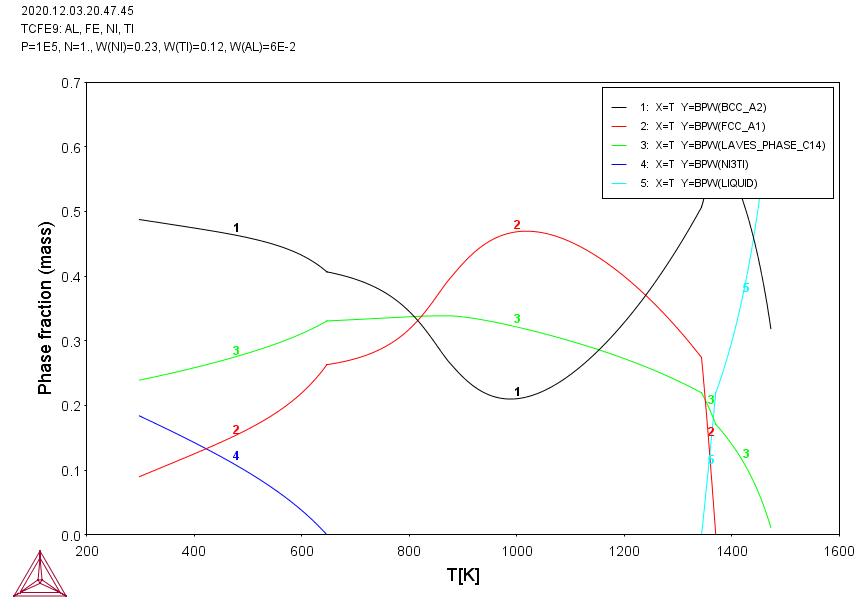 2020.12.03.20.47.45
TCFE9: AL, FE, NI, TI
P=1E5, N=1., W(NI)=0.23, W(TI)=0.12, W(AL)=6E-2
0.7
0.6
0.5
0.4
0.3
0.2
0.1
0.0
Phase fraction (mass)
1: X=T Y=BPW(BCC_A2)
2: X=T Y=BPW(FCC_A1)
3: X=T Y=BPW(LAVES_PHASE_C14)
4: X=T Y=BPW(NI3TI)
5: X=T Y=BPW(LIQUID)
1
2
5
3
3
1
3
2
2
4
5
3
200 400 600 800 1000 1200 1400 1600
T[K]